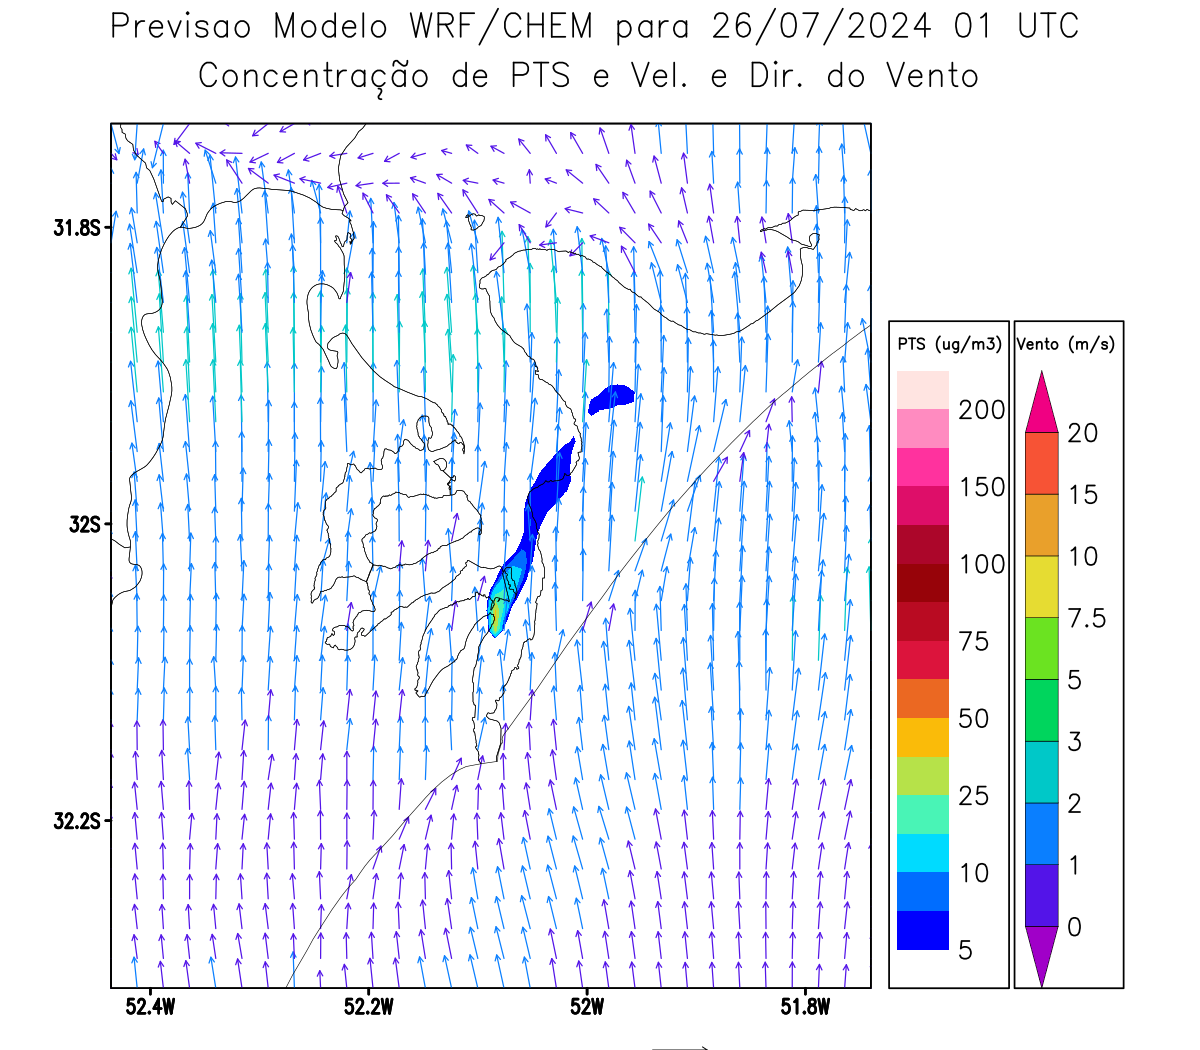 Previsao Modelo WRF/CHEM para 26/07/2024 01 UTC
Concentração de PTS e Vel. e Dir. do Vento
31.8S
32S
32.2S
52.4W 52.2W 52W 51.8W
PTS (ug/m3)
200
150
100
75
50
25
10
5
Vento (m/s)
20
15
10
7.5
5
3
2
1
0